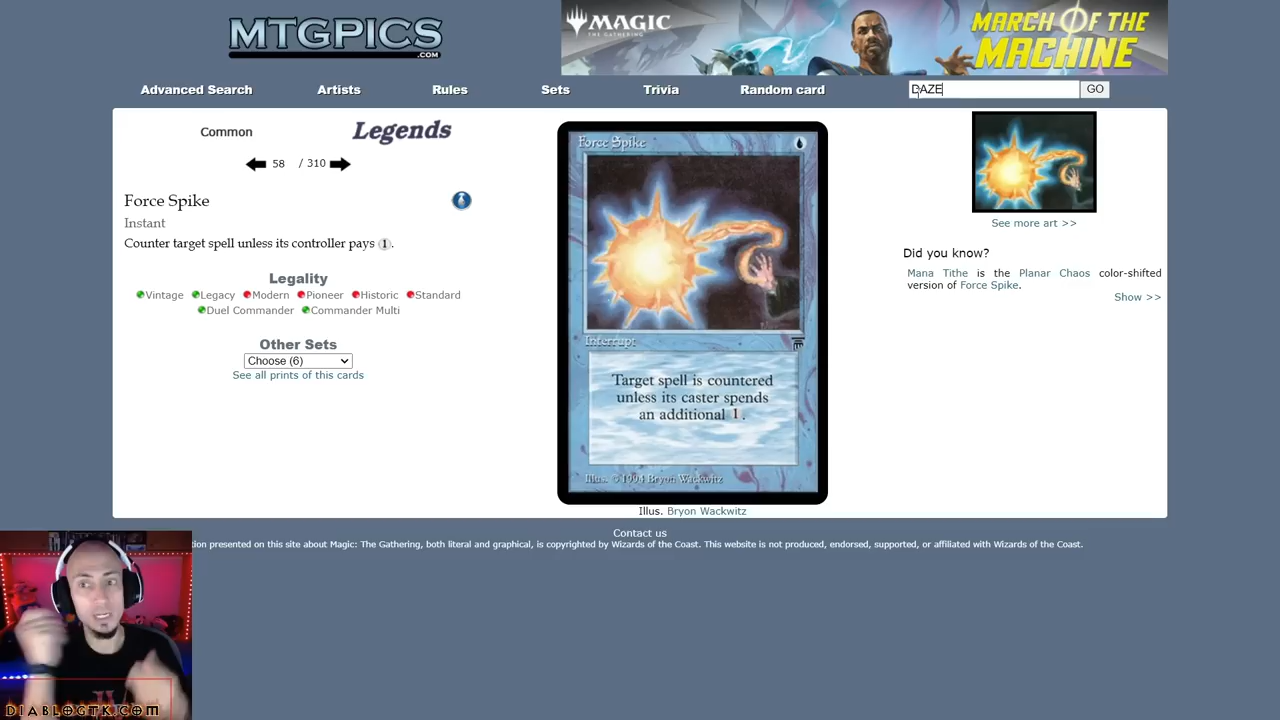 MTGPICS
.COM
MAGIC
THE GATHERING
MARCH OF THE
MACHINE
Advanced Search
Artists
Rules
Sets
Trivia
Random card
DAZE
GO
Common
Legends
58 / 310
Force Spike
Instant
Counter target spell unless its controller pays 1.
Legality
Vintage Legacy Modern Pioneer Historic Standard
Duel Commander Commander Multi
Other Sets
Choose (6)
See all prints of this cards
Force Spike
Interrupt
Target spell is countered
unless its caster spends
an additional 1.
Illus. © 1994 Bryon Wackwitz
Illus. Bryon Wackwitz
See more art >>
Did you know?
Mana Tithe is the Planar Chaos color-shifted
version of Force Spike.
Show >>
Contact us
ion presented on this site about Magic: The Gathering, both literal and graphical, is copyrighted by Wizards of the Coast. This website is not produced, endorsed, supported, or affiliated with Wizards of the Coast.
DIABLOGTK.COM